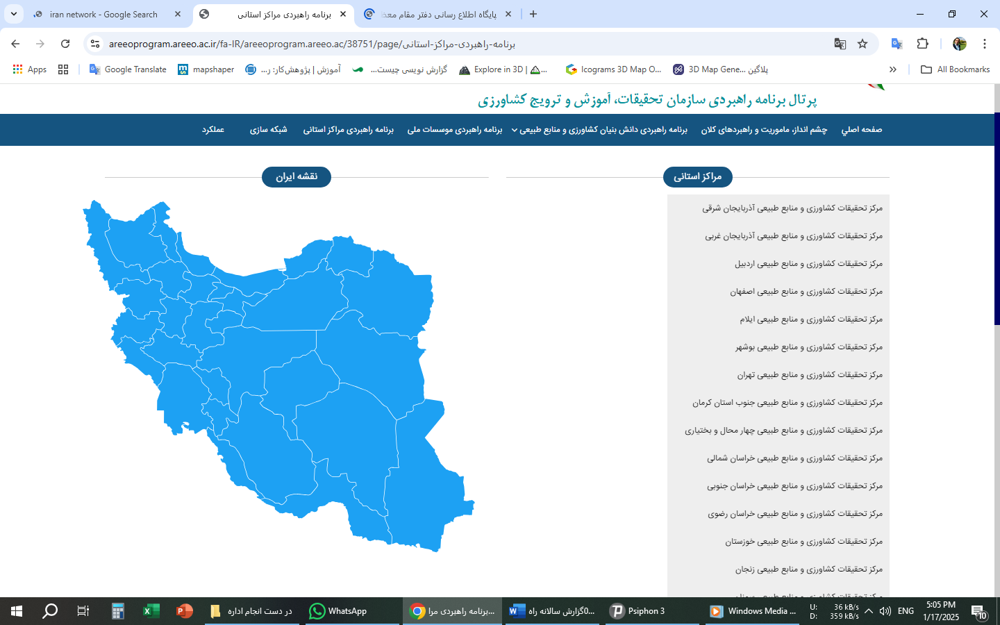 iran network - Google Search
برنامه راهبردی مراکز استانی
پایگاه اطلاع رسانی دفتر مقام معظ
areeoprogram.areeo.ac.ir/fa-IR/areeoprogram.areeo.ac/38751/page/برنامه-راهبردی-مراکز-استانی
Apps
Google Translate
mapshaper
آموزش | پژوهش‌کار: ر...
گزارش نویسی چیست...
Explore in 3D |
Icograms 3D Map O...
3D Map Gene... پلاگین
All Bookmarks
پرتال برنامه راهبردی سازمان تحقیقات، آموزش و ترویج کشاورزی
صفحه اصلي
چشم انداز، ماموریت و راهبردهای کلان
برنامه راهبردی دانش بنیان کشاورزی و منابع طبیعی
برنامه راهبردی موسسات ملی
برنامه راهبردی مراکز استانی
شبکه سازی
عملکرد
مراکز استانی
نقشه ایران
مرکز تحقیقات کشاورزی و منابع طبیعی آذربایجان شرقی
مرکز تحقیقات کشاورزی و منابع طبیعی آذربایجان غربی
مرکز تحقیقات کشاورزی و منابع طبیعی اردبیل
مرکز تحقیقات کشاورزی و منابع طبیعی اصفهان
مرکز تحقیقات کشاورزی و منابع طبیعی ایلام
مرکز تحقیقات کشاورزی و منابع طبیعی بوشهر
مرکز تحقیقات کشاورزی و منابع طبیعی تهران
مرکز تحقیقات کشاورزی و منابع طبیعی جنوب استان کرمان
مرکز تحقیقات کشاورزی و منابع طبیعی چهار محال و بختیاری
مرکز تحقیقات کشاورزی و منابع طبیعی خراسان شمالی
مرکز تحقیقات کشاورزی و منابع طبیعی خراسان جنوبی
مرکز تحقیقات کشاورزی و منابع طبیعی خراسان رضوی
مرکز تحقیقات کشاورزی و منابع طبیعی خوزستان
مرکز تحقیقات کشاورزی و منابع طبیعی زنجان
در دست انجام اداره
WhatsApp
برنامه راهبردی مرا...
گزارش سالانه راه0...
Psiphon 3
Windows Media ...
U: 36 kB/s
D: 359 kB/s
ENG
5:05 PM
1/17/2025
10